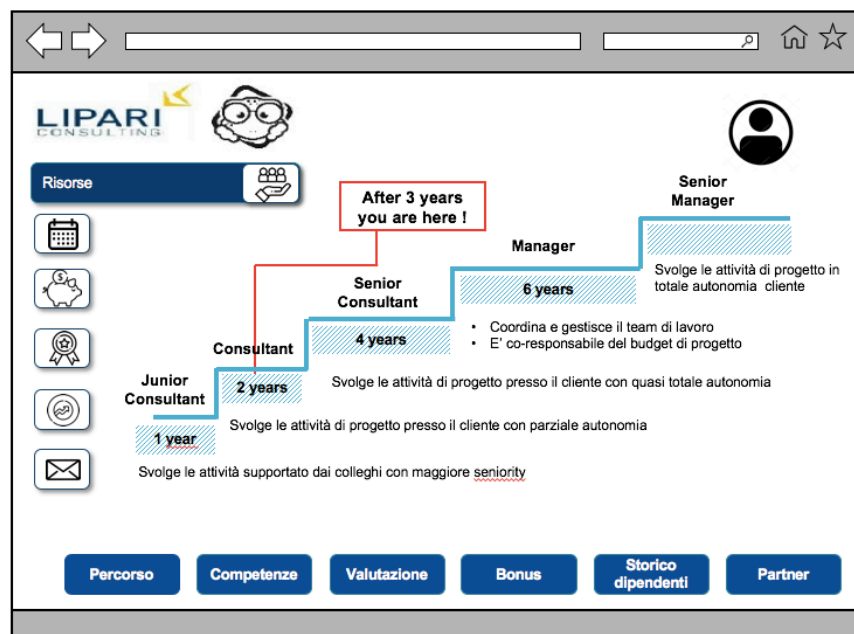 LIPARI
CONSULTING
Risorse
After 3 years
you are here !
Senior
Manager
Manager
Svolge le attività di progetto in
totale autonomia cliente
6 years
Senior
Consultant
• Coordina e gestisce il team di lavoro
• E' co-responsabile del budget di progetto
4 years
Consultant
Svolge le attività di progetto presso il cliente con quasi totale autonomia
2 years
Junior
Consultant
Svolge le attività di progetto presso il cliente con parziale autonomia
1 year
Svolge le attività supportato dai colleghi con maggiore seniority
Percorso
Competenze
Valutazione
Bonus
Storico
dipendenti
Partner